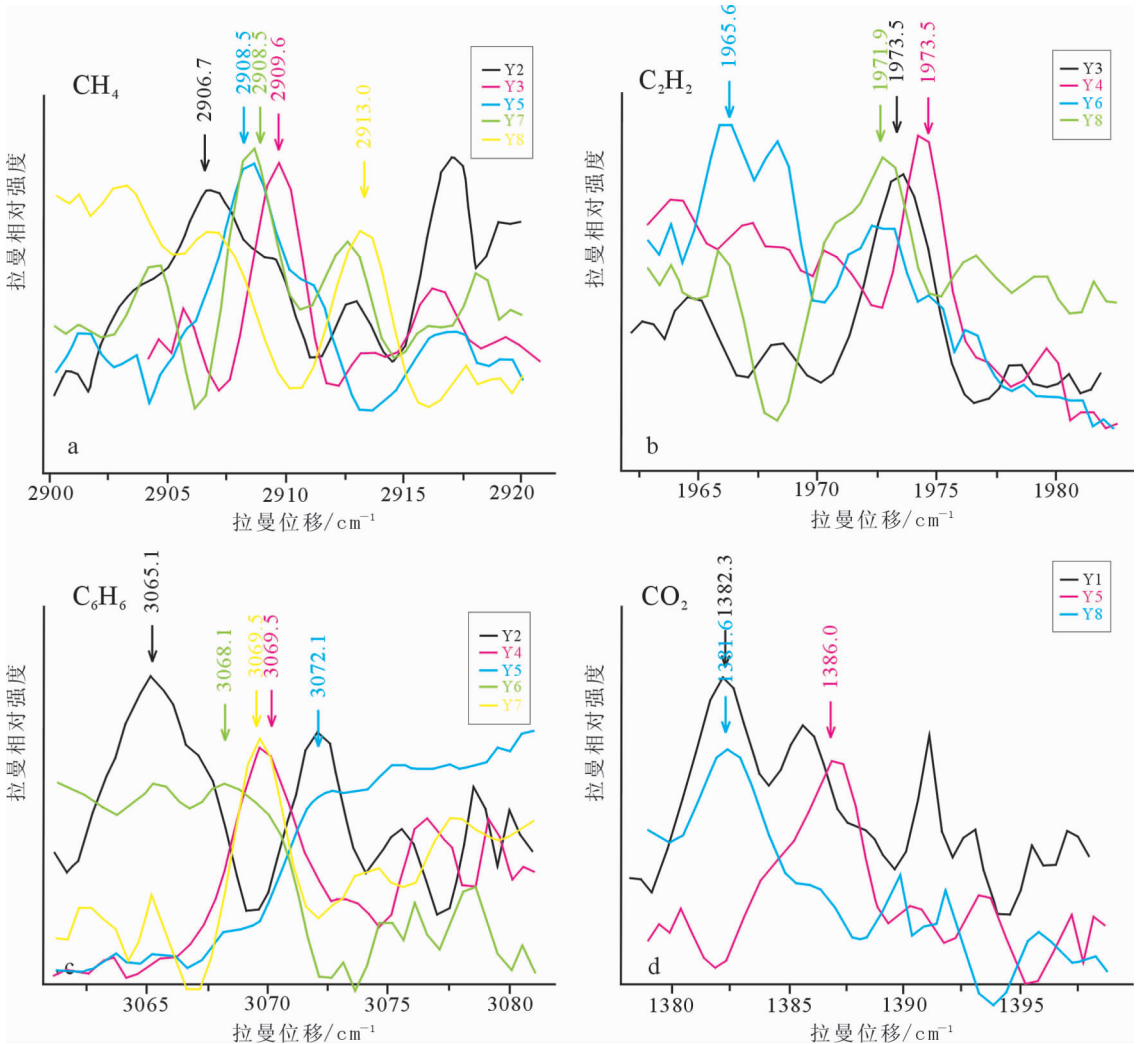 CH₄
2906.7
2908.5
2908.5
2909.6
2913.0
Y2
Y3
Y5
Y7
Y8
拉曼相对强度
a
2900
2905
2910
2915
2920
拉曼位移/cm⁻¹
C₂H₂
1965.6
1971.9
1973.5
1973.5
Y3
Y4
Y6
Y8
拉曼相对强度
b
1965
1970
1975
1980
拉曼位移/cm⁻¹
C₆H₆
3065.1
3068.1
3069.5
3069.5
3072.1
Y2
Y4
Y5
Y6
Y7
拉曼相对强度
c
3065
3070
3075
3080
拉曼位移/cm⁻¹
CO₂
1382.3
1381.6
1386.0
Y1
Y5
Y8
拉曼相对强度
d
1380
1385
1390
1395
拉曼位移/cm⁻¹